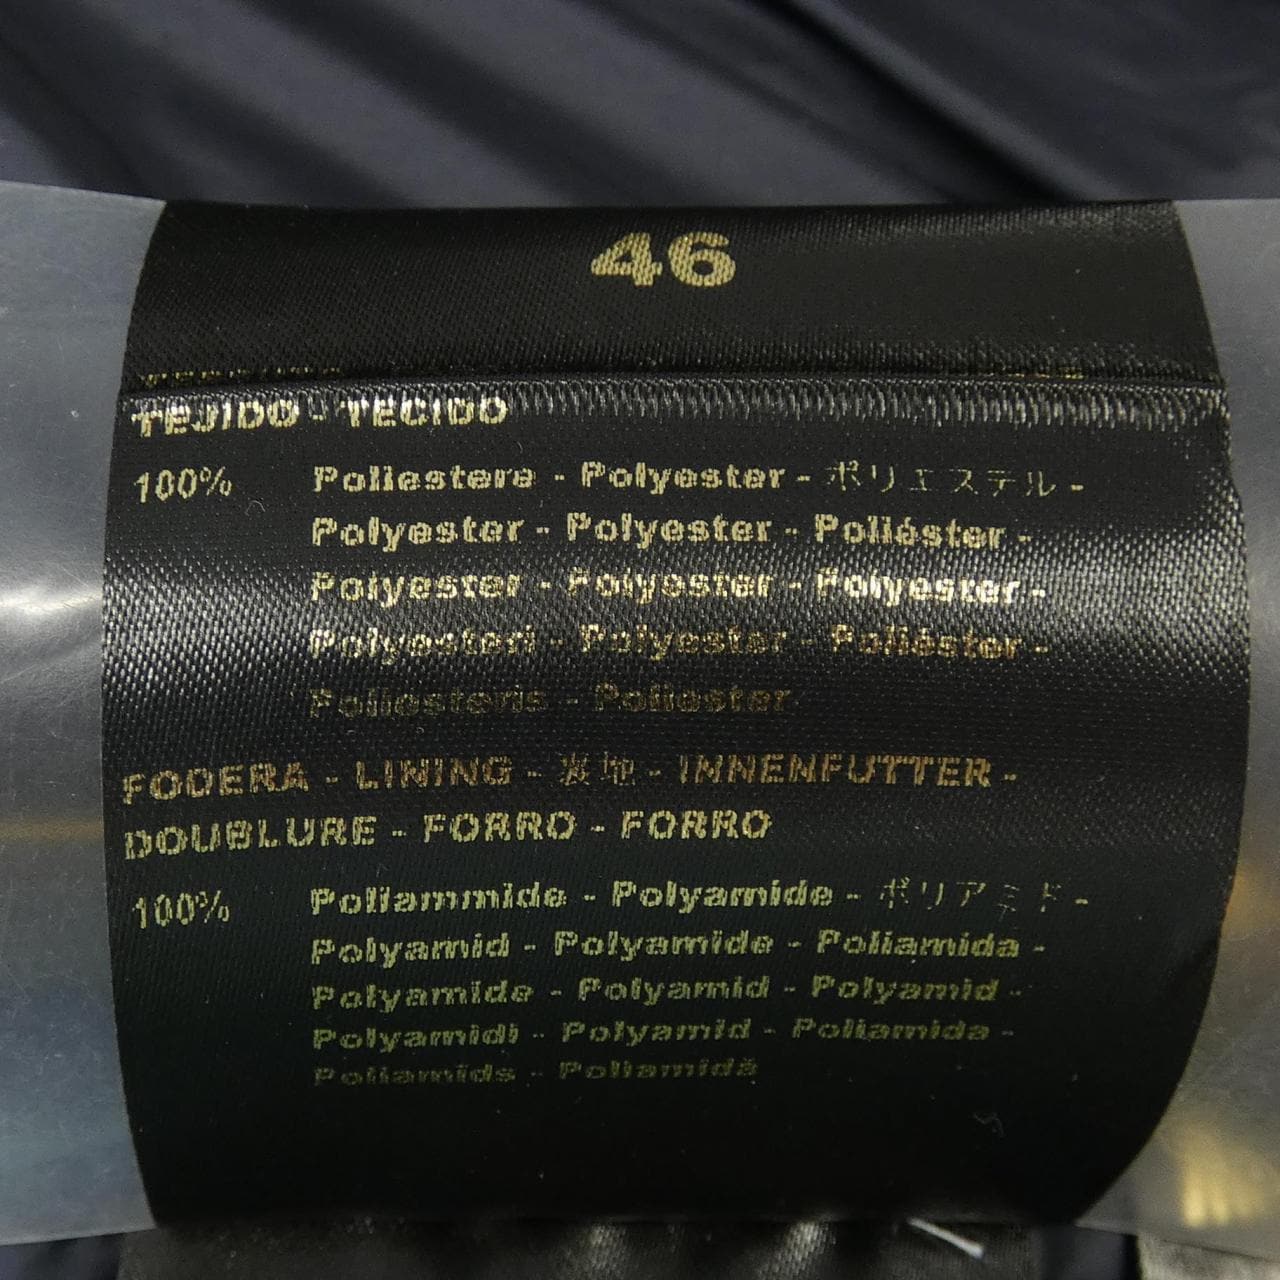 46
TEJIDO - TECIDO
100% Poliestere - Polyester - ポリエステル -
Polyester - Polyester - Poliéster -
Polyester - Polyester - Polyester -
Polyesteri - Polyester - Poliéster -
Poliesteris - Poliester
FODERA - LINING - 裏地 - INNENFUTTER -
DOUBLURE - FORRO - FORRO
100% Poliammide - Polyamide - ポリアミド -
Polyamid - Polyamide - Poliamida -
Polyamide - Polyamid - Polyamid -
Polyamidi - Polyamid - Poliamida -
Poliamids - Poliamidă